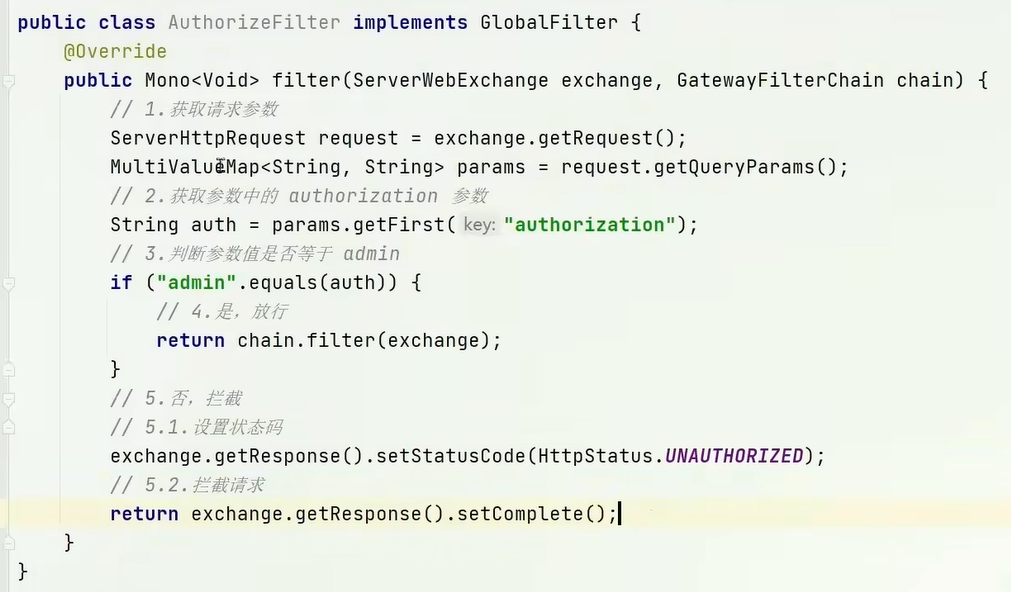 public class AuthorizeFilter implements GlobalFilter {
@Override
public Mono<Void> filter(ServerWebExchange exchange, GatewayFilterChain chain) {
// 1.获取请求参数
ServerHttpRequest request = exchange.getRequest();
MultiValueMap<String, String> params = request.getQueryParams();
// 2.获取参数中的 authorization 参数
String auth = params.getFirst( key: "authorization");
// 3.判断参数值是否等于 admin
if ("admin".equals(auth)) {
// 4.是，放行
return chain.filter(exchange);
}
// 5.否，拦截
// 5.1.设置状态码
exchange.getResponse().setStatusCode(HttpStatus.UNAUTHORIZED);
// 5.2.拦截请求
return exchange.getResponse().setComplete();
}
}